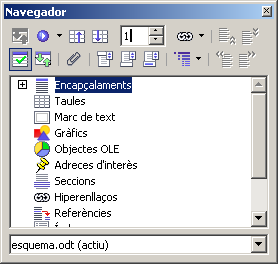 Navegador
1
Encapçalaments
Taules
Marc de text
Gràfics
Objectes OLE
Adreces d'interès
Seccions
Hiperenllaços
Referències
esquema.odt (actiu)